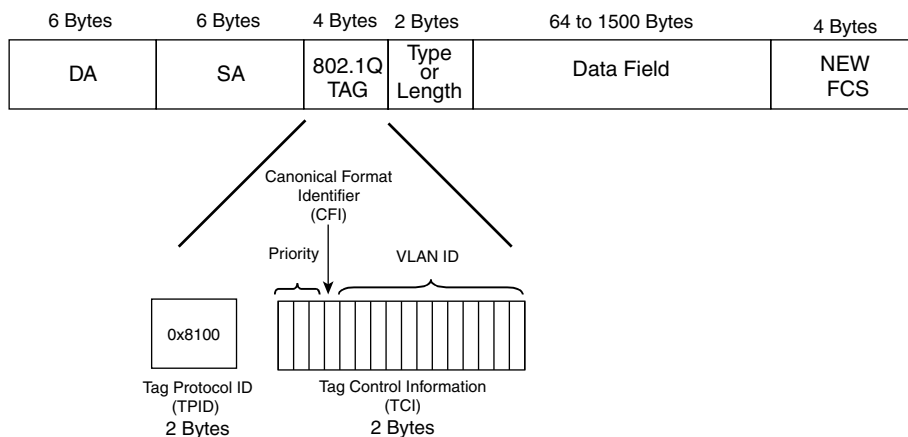 6 Bytes
6 Bytes
4 Bytes
2 Bytes
64 to 1500 Bytes
4 Bytes
DA
SA
802.1Q
TAG
Type
or
Length
Data Field
NEW
FCS
Canonical Format
Identifier
(CFI)
Priority
VLAN ID
0x8100
Tag Protocol ID
(TPID)
2 Bytes
Tag Control Information
(TCI)
2 Bytes